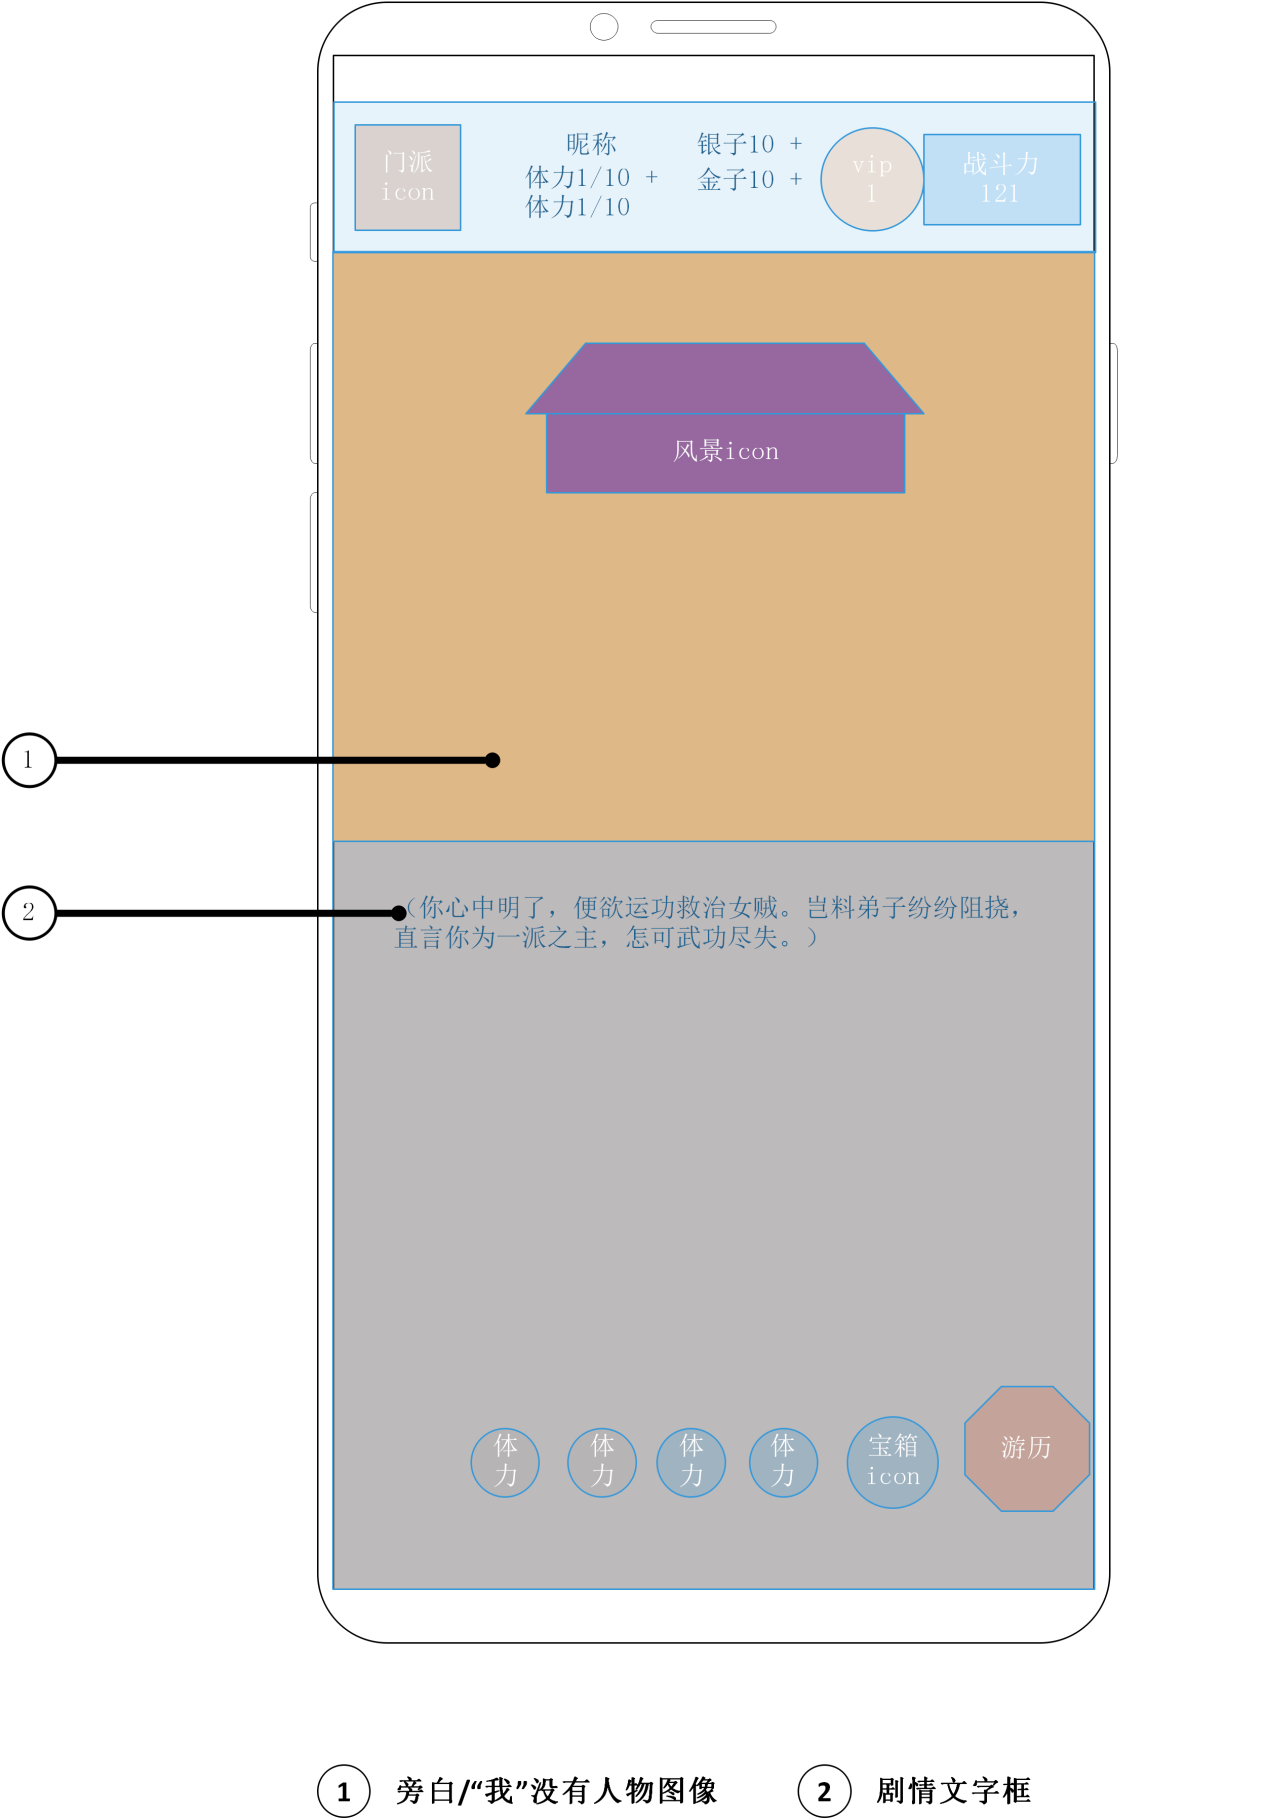 门派
icon
昵称
体力1/10 +
体力1/10
银子10 +
金子10 +
vip
1
战斗力
121
风景icon
1
2
（你心中明了，便欲运功救治女贼。岂料弟子纷纷阻挠，
直言你为一派之主，怎可武功尽失。）
体
力
体
力
体
力
体
力
宝箱
icon
游历
1 旁白/“我”没有人物图像
2 剧情文字框